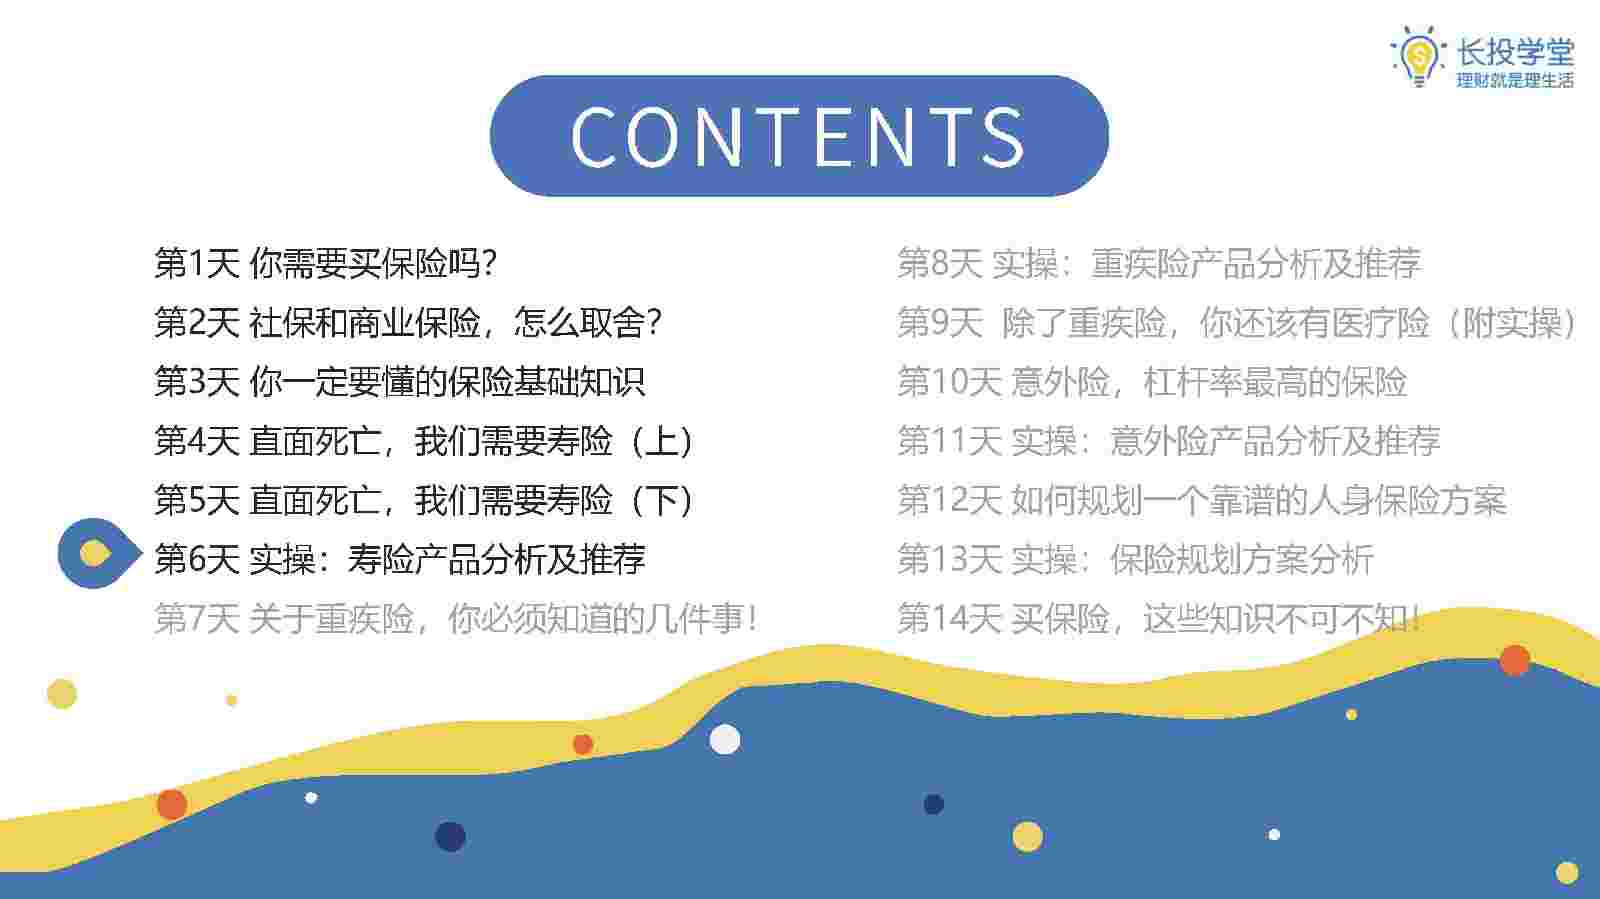 长投学堂
理财就是理生活
CONTENTS
第1天 你需要买保险吗？
第2天 社保和商业保险，怎么取舍？
第3天 你一定要懂的保险基础知识
第4天 直面死亡，我们需要寿险（上）
第5天 直面死亡，我们需要寿险（下）
第6天 实操：寿险产品分析及推荐
第7天 关于重疾险，你必须知道的几件事！
第8天 实操：重疾险产品分析及推荐
第9天 除了重疾险，你还该有医疗险（附实操）
第10天 意外险，杠杆率最高的保险
第11天 实操：意外险产品分析及推荐
第12天 如何规划一个靠谱的人身保险方案
第13天 实操：保险规划方案分析
第14天 买保险，这些知识不可不知！